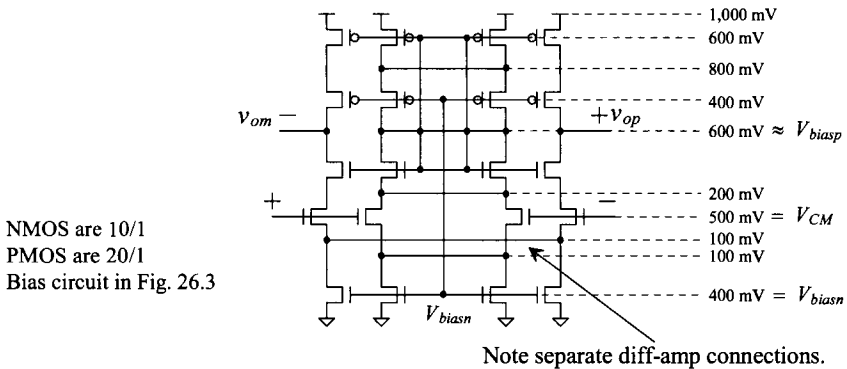 1,000 mV
600 mV
800 mV
400 mV
v_om −
+v_op
600 mV ≈ V_biasp
200 mV
+
−
500 mV = V_CM
100 mV
100 mV
NMOS are 10/1
PMOS are 20/1
Bias circuit in Fig. 26.3
V_biasn
400 mV = V_biasn
Note separate diff-amp connections.